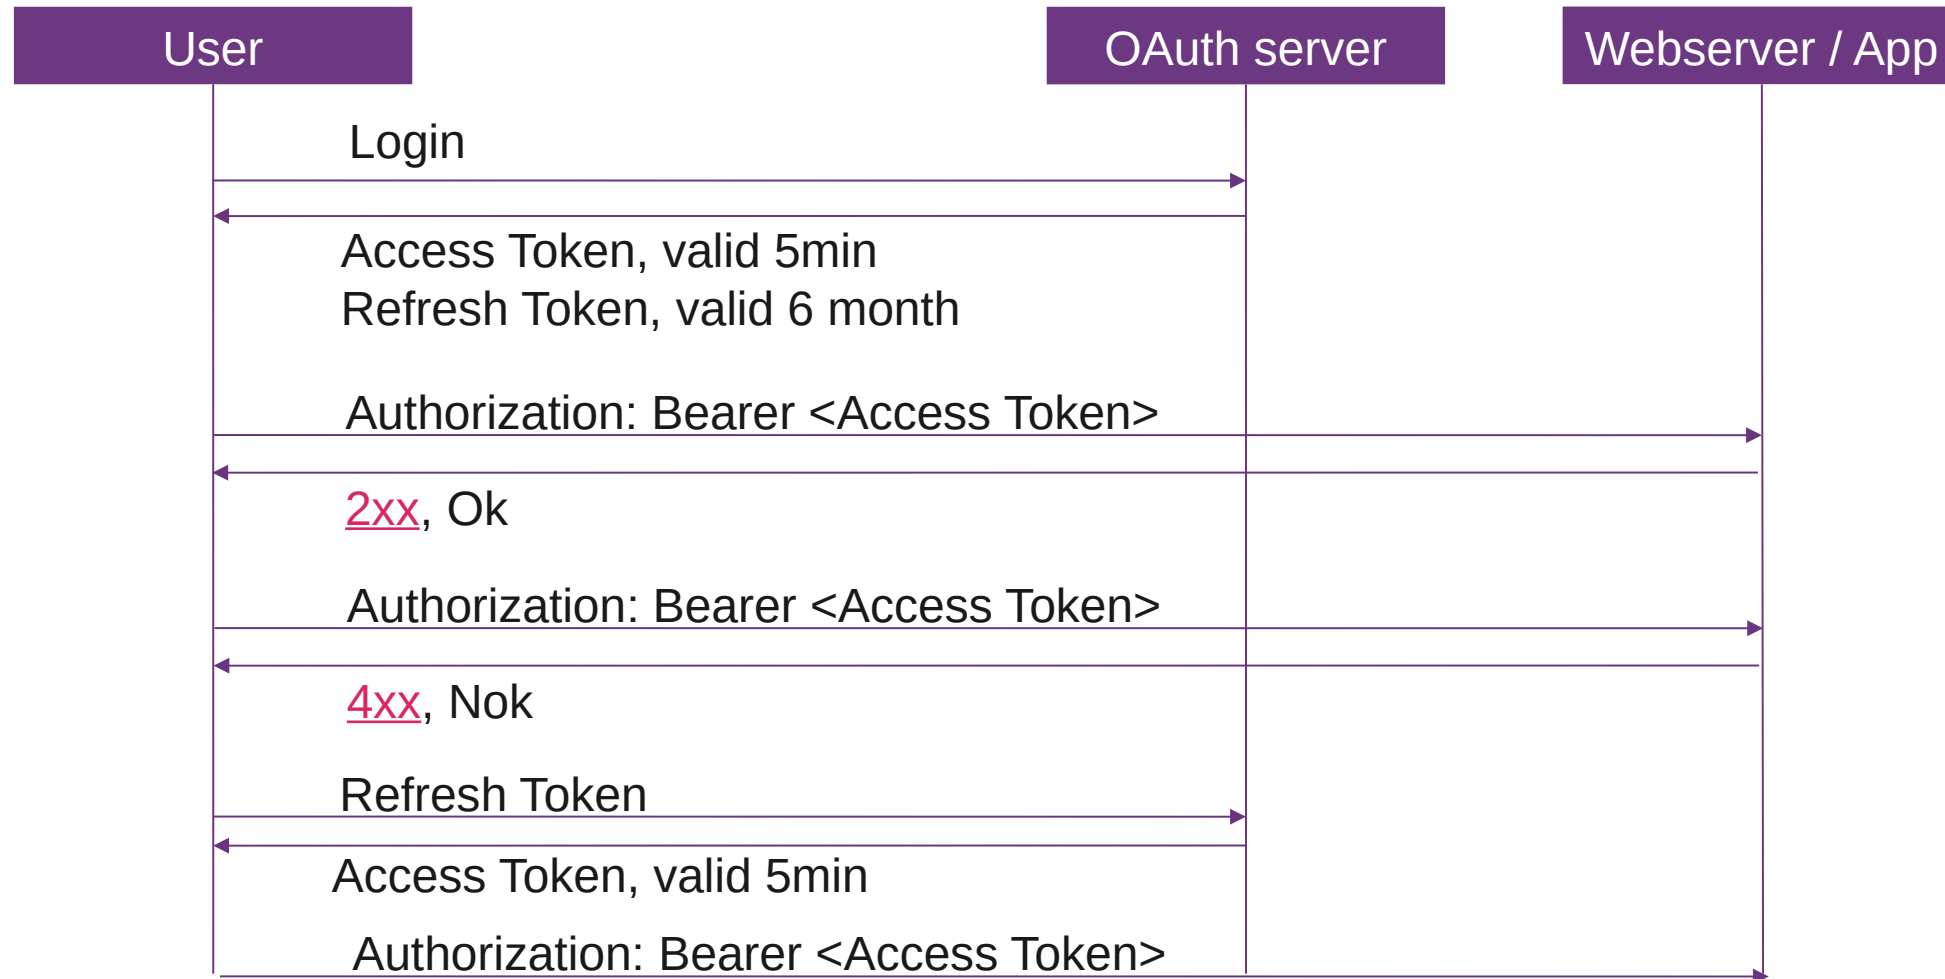 User
OAuth server
Webserver / App
Login
Access Token, valid 5min
Refresh Token, valid 6 month
Authorization: Bearer <Access Token>
2xx, Ok
Authorization: Bearer <Access Token>
4xx, Nok
Refresh Token
Access Token, valid 5min
Authorization: Bearer <Access Token>